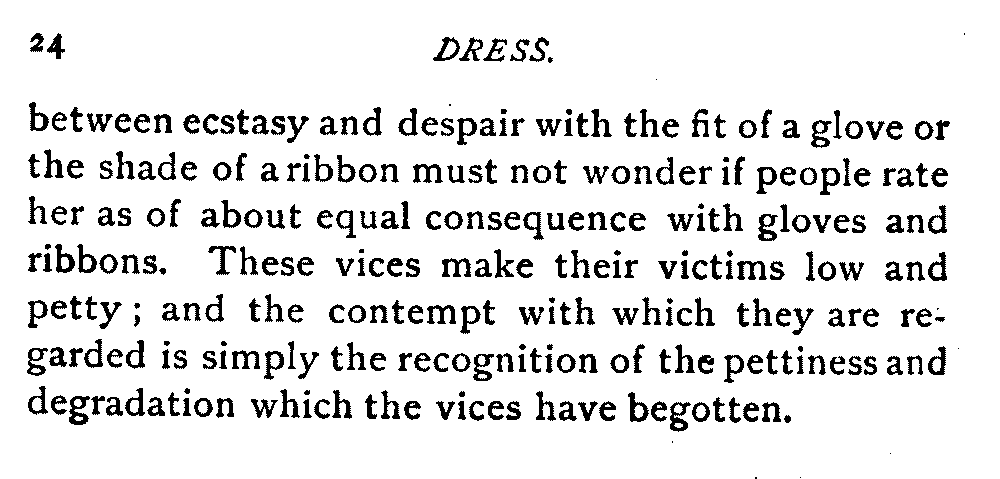 24 DRESS.
between ecstasy and despair with the fit of a glove or
the shade of a ribbon must not wonder if people rate
her as of about equal consequence with gloves and
ribbons. These vices make their victims low and
petty ; and the contempt with which they are re-
garded is simply the recognition of the pettiness and
degradation which the vices have begotten.